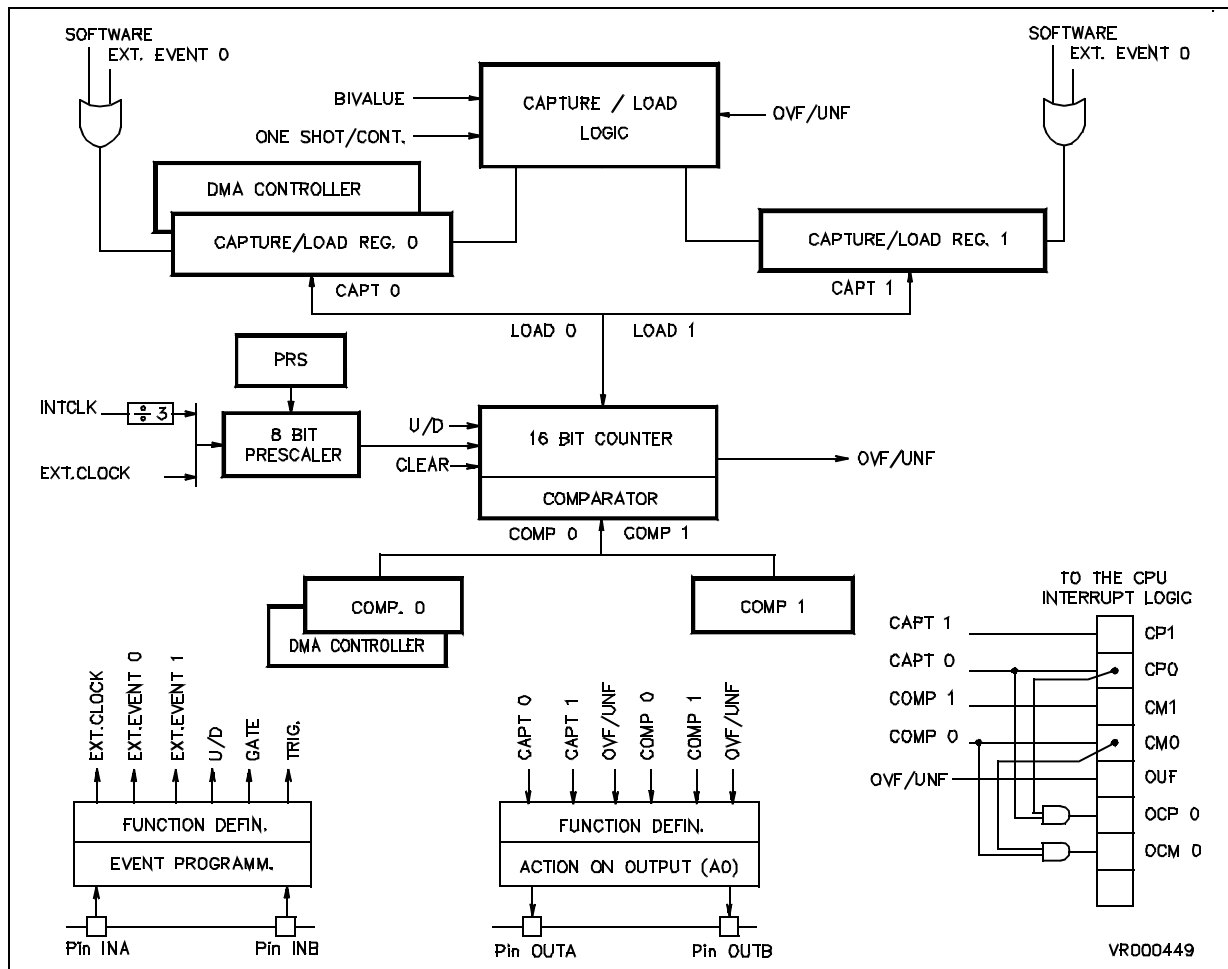 SOFTWARE
EXT. EVENT 0
SOFTWARE
EXT. EVENT 0
BIVALUE
ONE SHOT/CONT.
CAPTURE / LOAD
LOGIC
OVF/UNF
DMA CONTROLLER
CAPTURE/LOAD REG. 0
CAPTURE/LOAD REG. 1
CAPT 0
CAPT 1
LOAD 0
LOAD 1
PRS
INTCLK
÷ 3
8 BIT
PRESCALER
EXT.CLOCK
U/D
CLEAR
16 BIT COUNTER
COMPARATOR
OVF/UNF
COMP 0
COMP 1
COMP. 0
DMA CONTROLLER
COMP 1
TO THE CPU
INTERRUPT LOGIC
CAPT 1
CP1
CAPT 0
CP0
COMP 1
CM1
COMP 0
CM0
OVF/UNF
OUF
OCP 0
OCM 0
EXT.CLOCK
EXT.EVENT 0
EXT.EVENT 1
U/D
GATE
TRIG.
FUNCTION DEFIN.
EVENT PROGRAMM.
Pin INA
Pin INB
CAPT 0
CAPT 1
OVF/UNF
COMP 0
COMP 1
OVF/UNF
FUNCTION DEFIN.
ACTION ON OUTPUT (AO)
Pin OUTA
Pin OUTB
VR000449